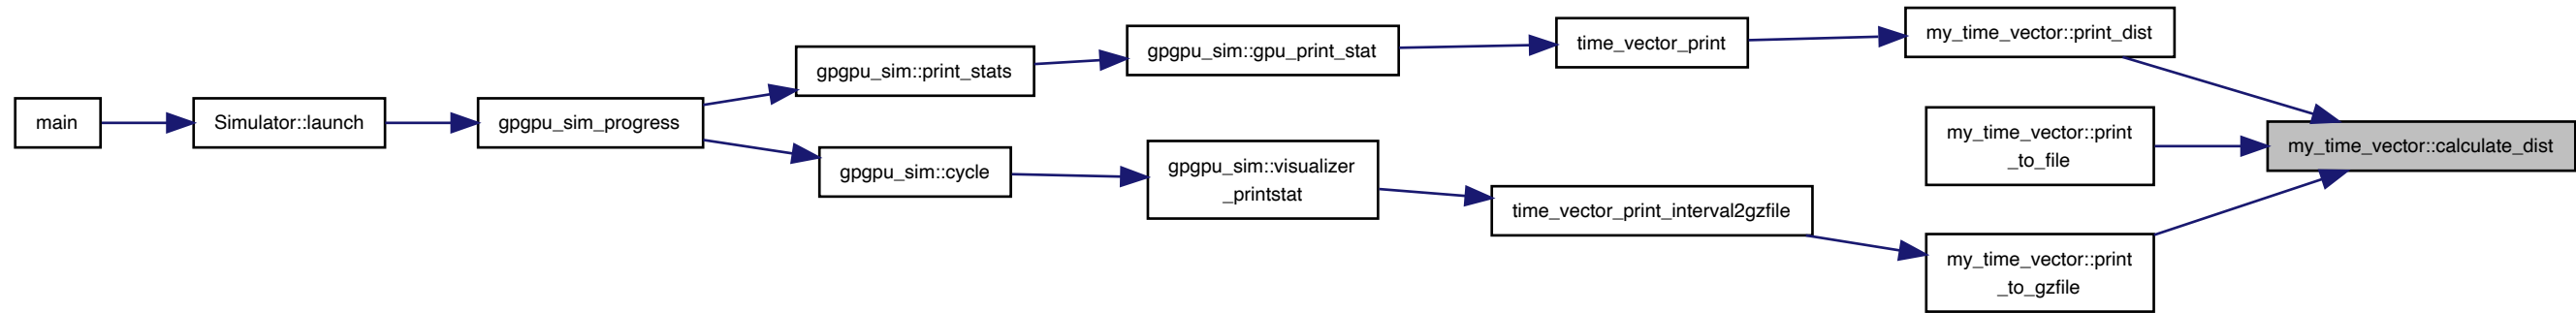 main
Simulator::launch
gpgpu_sim_progress
gpgpu_sim::print_stats
gpgpu_sim::gpu_print_stat
time_vector_print
my_time_vector::print_dist
gpgpu_sim::cycle
gpgpu_sim::visualizer
_printstat
time_vector_print_interval2gzfile
my_time_vector::print
_to_file
my_time_vector::print
_to_gzfile
my_time_vector::calculate_dist